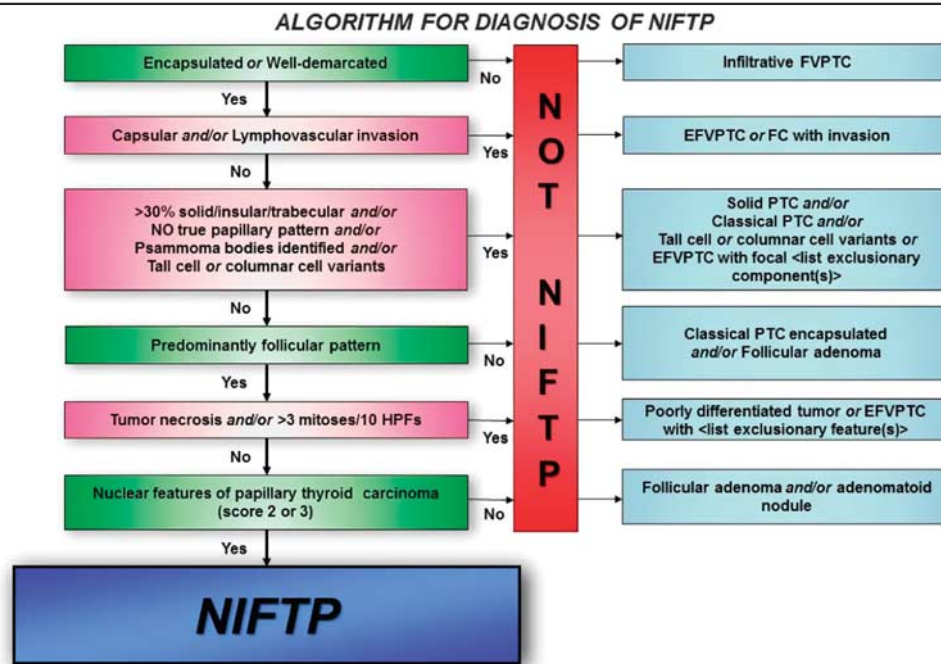 ALGORITHM FOR DIAGNOSIS OF NIFTP
Encapsulated or Well-demarcated
No
Infiltrative FVPTC
Yes
Capsular and/or Lymphovascular invasion
Yes
EFVPTC or FC with invasion
No
>30% solid/insular/trabecular and/or
NO true papillary pattern and/or
Psammoma bodies identified and/or
Tall cell or columnar cell variants
Yes
Solid PTC and/or
Classical PTC and/or
Tall cell or columnar cell variants or
EFVPTC with focal <list exclusionary
component(s)>
No
Predominantly follicular pattern
No
Classical PTC encapsulated
and/or Follicular adenoma
Yes
Tumor necrosis and/or >3 mitoses/10 HPFs
Yes
Poorly differentiated tumor or EFVPTC
with <list exclusionary feature(s)>
No
Nuclear features of papillary thyroid carcinoma
(score 2 or 3)
No
Follicular adenoma and/or adenomatoid
nodule
Yes
NOT NIFTP
NIFTP